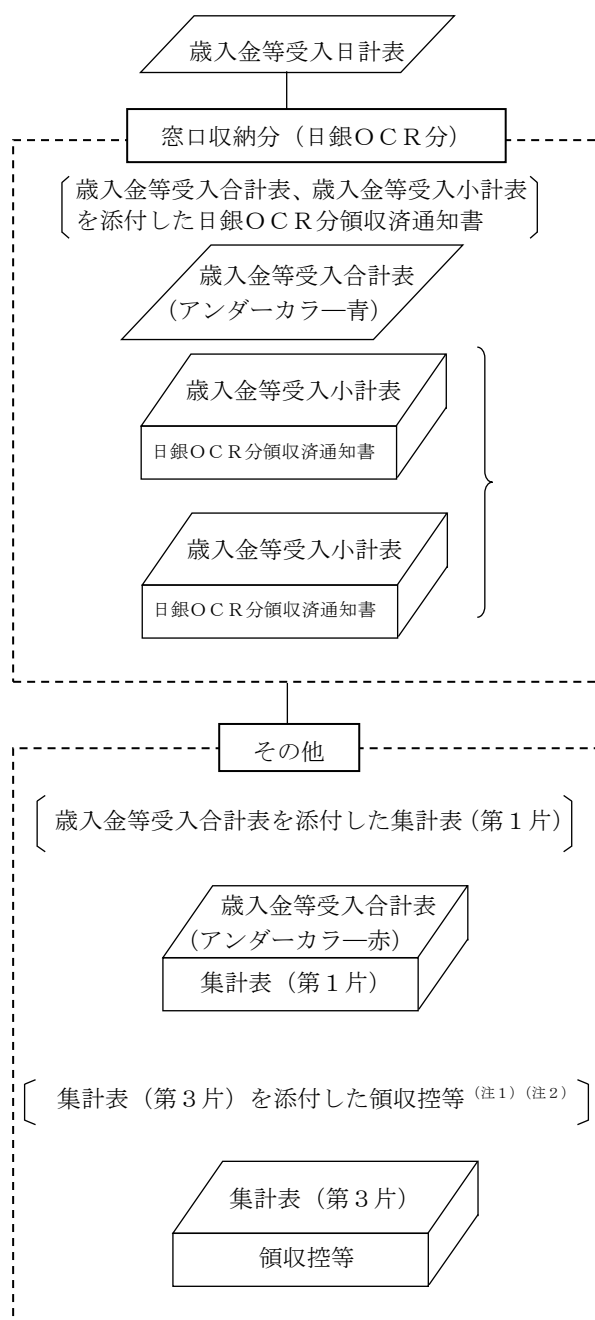 歳入金等受入日計表
窓口収納分（日銀ＯＣＲ分）
歳入金等受入合計表、歳入金等受入小計表
を添付した日銀ＯＣＲ分領収済通知書
歳入金等受入合計表
（アンダーカラ―青）
歳入金等受入小計表
日銀ＯＣＲ分領収済通知書
歳入金等受入小計表
日銀ＯＣＲ分領収済通知書
その他
歳入金等受入合計表を添付した集計表（第１片）
歳入金等受入合計表
（アンダーカラ―赤）
集計表（第１片）
集計表（第３片）を添付した領収控等（注１）（注２）
集計表（第３片）
領収控等